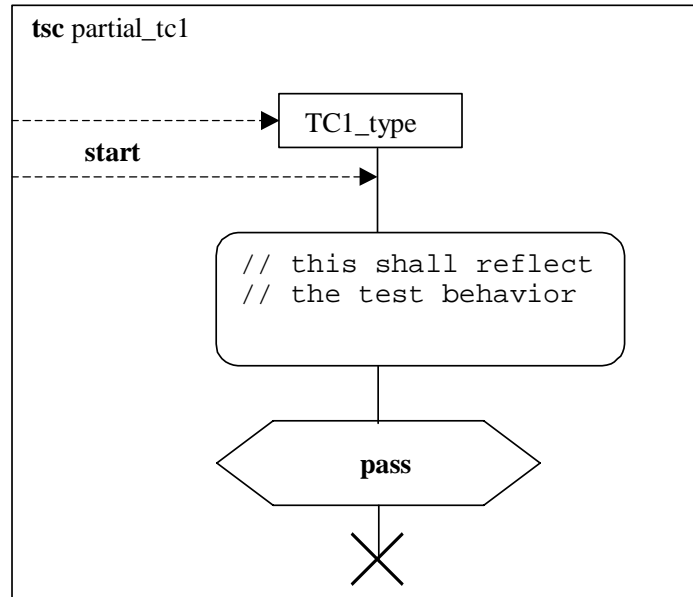 tsc partial_tc1
TC1_type
start
// this shall reflect
// the test behavior
pass